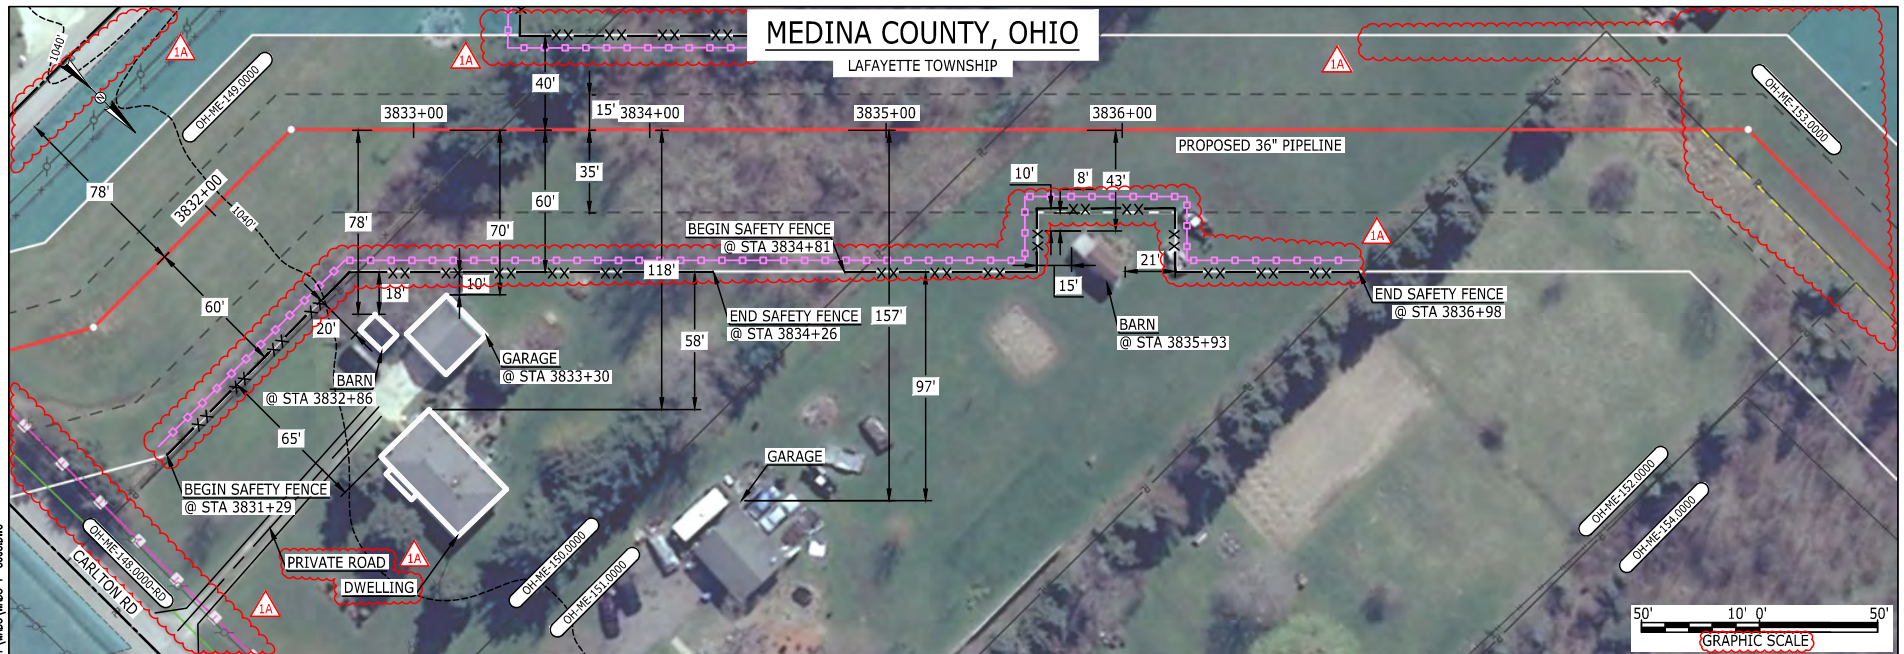 MEDINA COUNTY, OHIO
LAFAYETTE TOWNSHIP
1040'
1A
1A
1A
N
OH-ME-149.0000
OH-ME-153.0000
40'
15'
3833+00
3834+00
3835+00
3836+00
PROPOSED 36" PIPELINE
78'
3832+00
1040'
78'
70'
60'
35'
10'
8'
43'
BEGIN SAFETY FENCE
@ STA 3834+81
1A
118'
21'
15'
18'
10'
60'
20'
END SAFETY FENCE
@ STA 3834+26
157'
58'
BARN
@ STA 3835+93
END SAFETY FENCE
@ STA 3836+98
GARAGE
@ STA 3833+30
BARN
@ STA 3832+86
97'
65'
GARAGE
BEGIN SAFETY FENCE
@ STA 3831+29
OH-ME-152.0000
OH-ME-154.0000
OH-ME-148.0000RD
CARLTON RD
PRIVATE ROAD
1A
DWELLING
1A
OH-ME-150.0000
OH-ME-151.0000
50'
10'
0'
50'
GRAPHIC SCALE